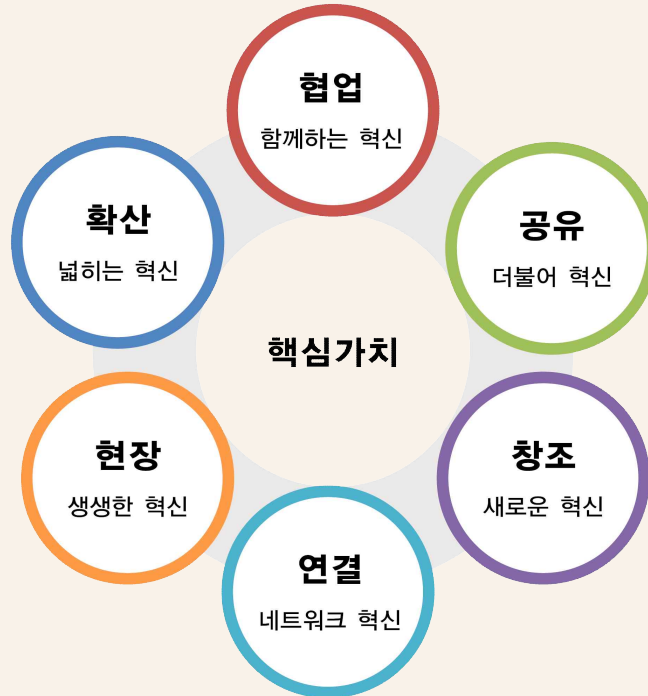 협업
함께하는 혁신
공유
더불어 혁신
창조
새로운 혁신
연결
네트워크 혁신
현장
생생한 혁신
확산
넓히는 혁신
핵심가치